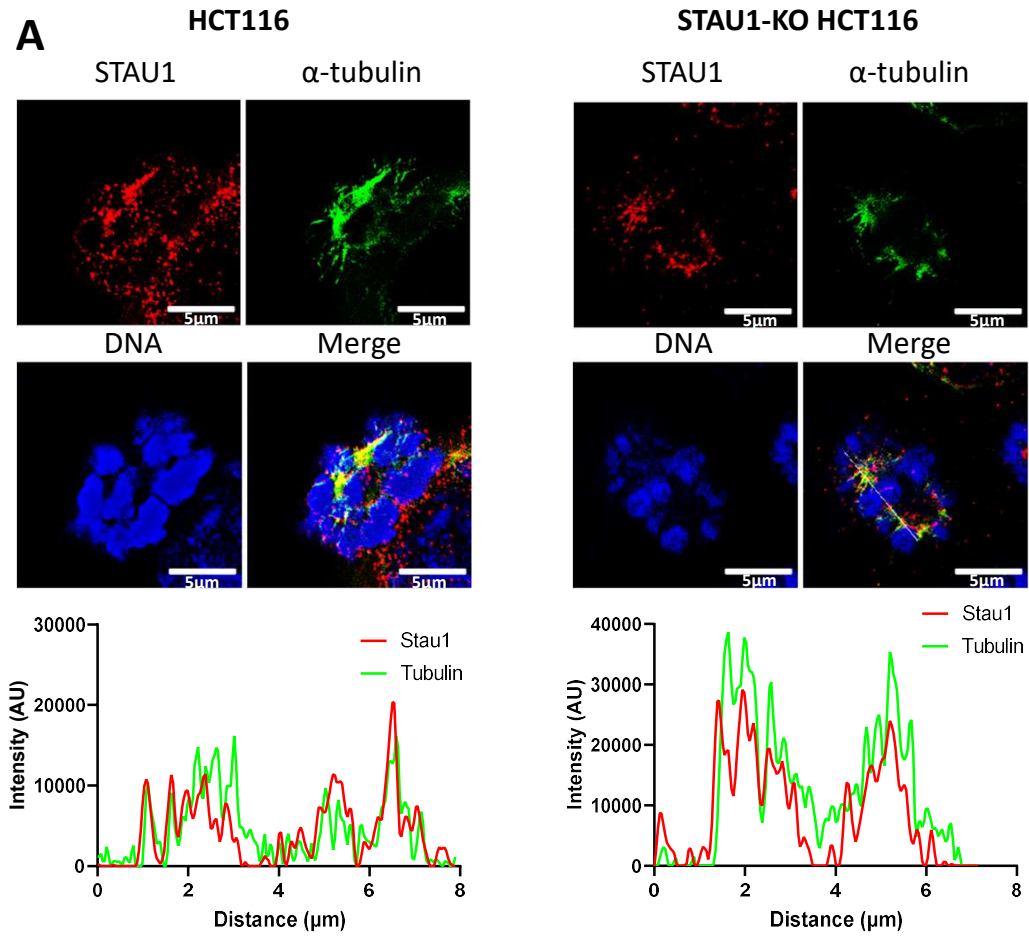 A
HCT116
STAU1-KO HCT116
STAU1
α-tubulin
STAU1
α-tubulin
5µm
5µm
5µm
5µm
DNA
Merge
DNA
Merge
5µm
5µm
5µm
5µm
30000
20000
10000
0
Intensity (AU)
Stau1
Tubulin
0
2
4
6
8
Distance (µm)
40000
30000
20000
10000
0
Intensity (AU)
Stau1
Tubulin
0
2
4
6
8
Distance (µm)